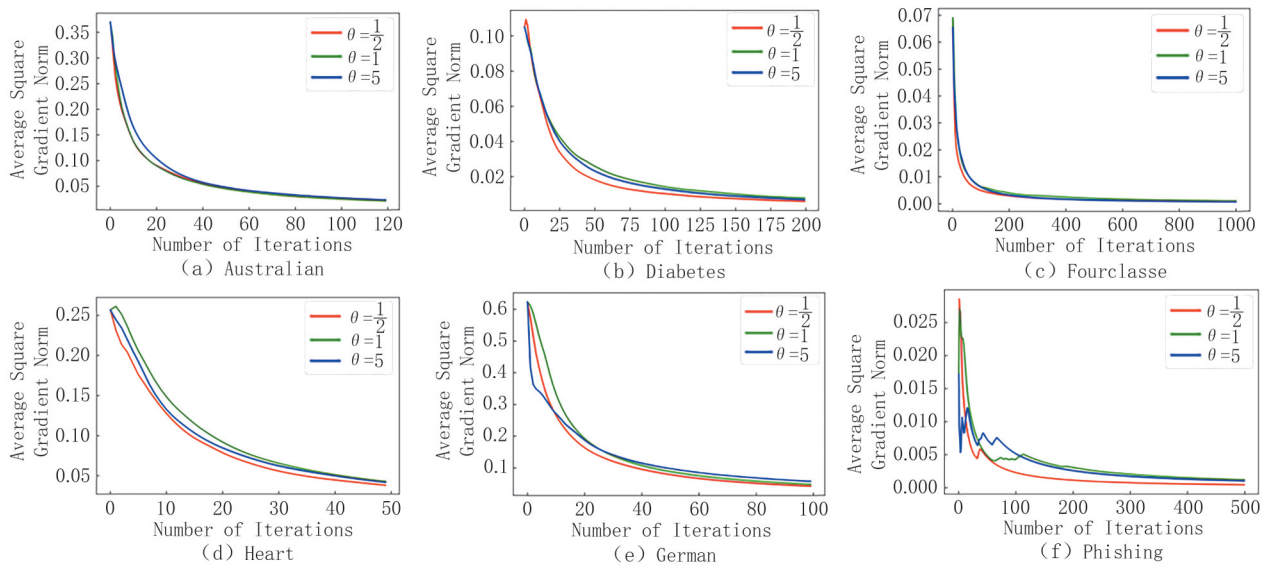 Average Square
Gradient Norm
0.35
0.30
0.25
0.20
0.15
0.10
0.05
θ=1/2
θ=1
θ=5
0 20 40 60 80 100 120
Number of Iterations
(a) Australian
Average Square
Gradient Norm
0.10
0.08
0.06
0.04
0.02
θ=1/2
θ=1
θ=5
0 25 50 75 100 125 150 175 200
Number of Iterations
(b) Diabetes
Average Square
Gradient Norm
0.07
0.06
0.05
0.04
0.03
0.02
0.01
0.00
θ=1/2
θ=1
θ=5
0 200 400 600 800 1000
Number of Iterations
(c) Fourclasse
Average Square
Gradient Norm
0.25
0.20
0.15
0.10
0.05
θ=1/2
θ=1
θ=5
0 10 20 30 40 50
Number of Iterations
(d) Heart
Average Square
Gradient Norm
0.6
0.5
0.4
0.3
0.2
0.1
θ=1/2
θ=1
θ=5
0 20 40 60 80 100
Number of Iterations
(e) German
Average Square
Gradient Norm
0.025
0.020
0.015
0.010
0.005
0.000
θ=1/2
θ=1
θ=5
0 100 200 300 400 500
Number of Iterations
(f) Phishing